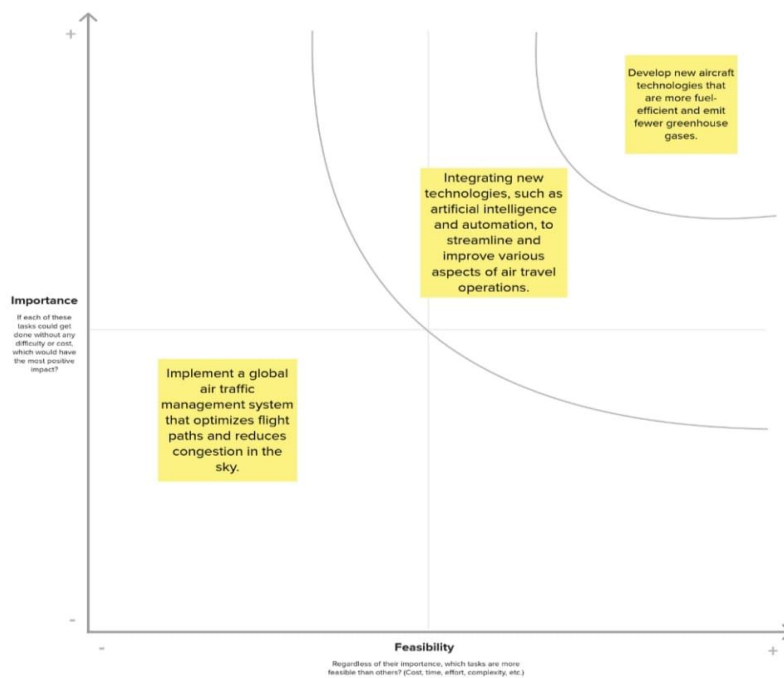 +
Develop new aircraft
technologies that
are more fuel-
efficient and emit
fewer greenhouse
gases.
Integrating new
technologies, such as
artificial intelligence
and automation, to
streamline and
improve various
aspects of air travel
operations.
Importance
If each of these
tasks could get
done without any
difficulty or cost,
which would have
the most positive
impact?
Implement a global
air traffic
management system
that optimizes flight
paths and reduces
congestion in the
sky.
-
-
Feasibility
+
Regardless of their importance, which tasks are more
feasible than others? (Cost, time, effort, complexity, etc.)